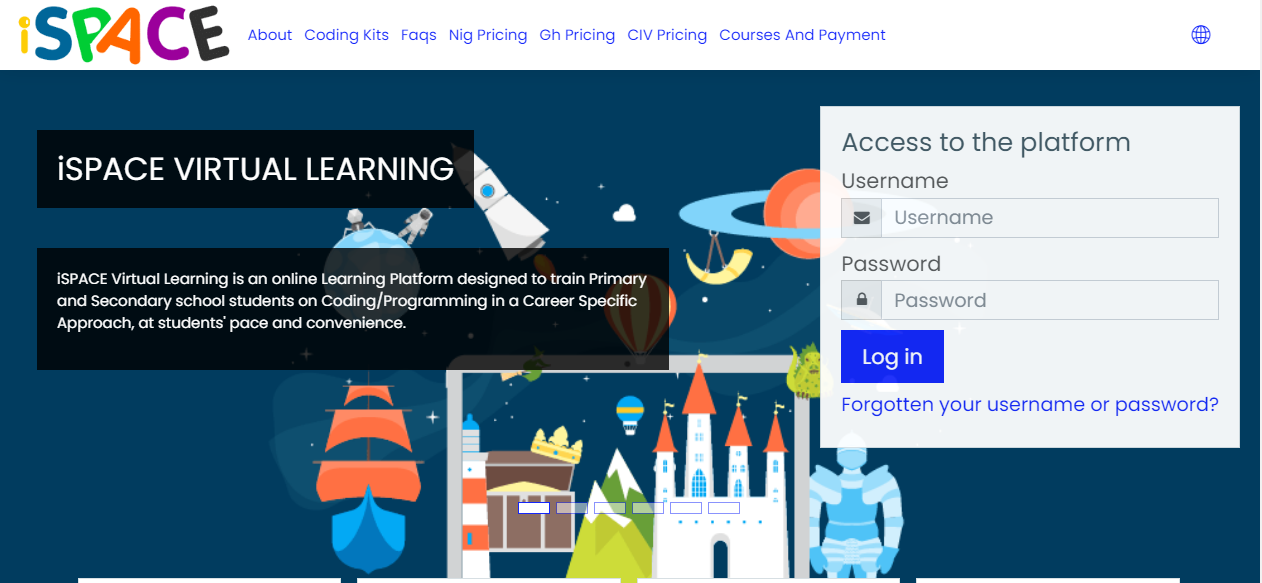 iSPACE
About Coding Kits Faqs Nig Pricing Gh Pricing CIV Pricing Courses And Payment
iSPACE VIRTUAL LEARNING
iSPACE Virtual Learning is an online Learning Platform designed to train Primary
and Secondary school students on Coding/Programming in a Career Specific
Approach, at students' pace and convenience.
Access to the platform
Username
Username
Password
Password
Log in
Forgotten your username or password?